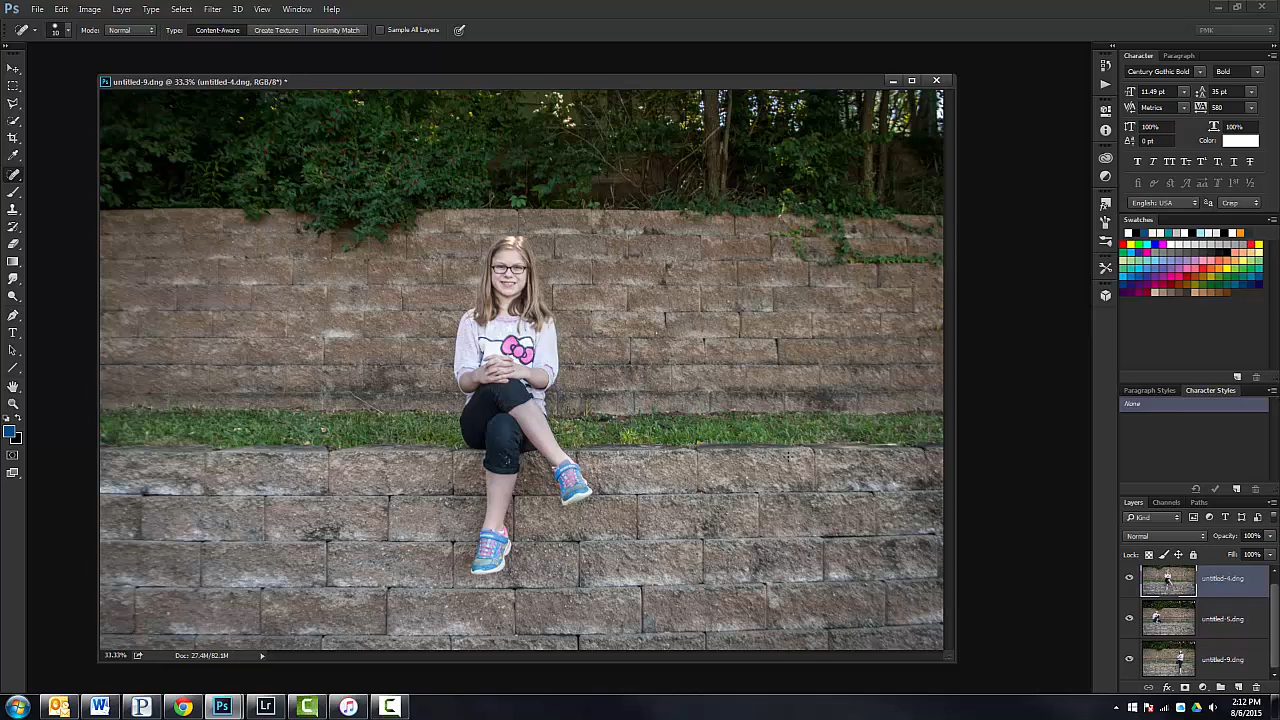 Ps File Edit Image Layer Type Select Filter 3D View Window Help
10 Mode: Normal Type: Content-Aware Create Texture Proximity Match Sample All Layers PMK
Character Paragraph
untitled-9.dng @ 33.3% (untitled-4.dng, RGB/8*) *
Century Gothic Bold Bold
11.49 pt 35 pt
Metrics 580
100% 100%
0 pt Color:
English: USA Crisp
Swatches
Paragraph Styles Character Styles
None
Layers Channels Paths
Kind
Normal Opacity: 100%
Lock: Fill: 100%
untitled-4.dng
untitled-5.dng
untitled-9.dng
33.33% Doc: 27.4M/82.1M
2:12 PM
8/6/2015